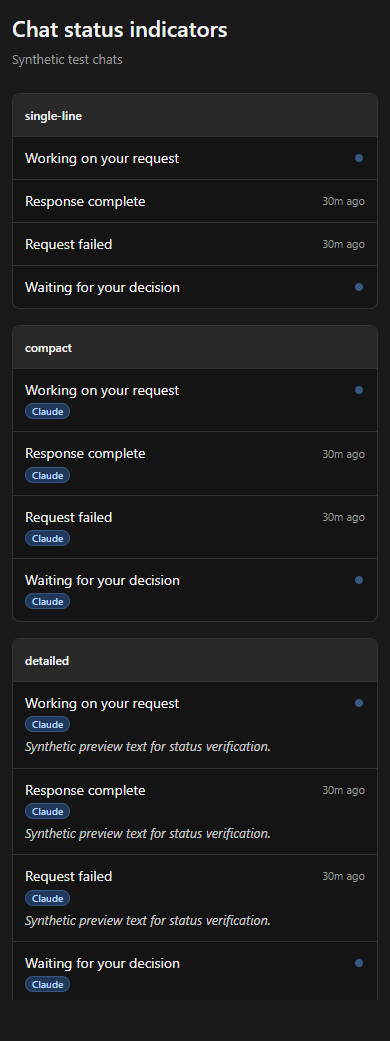 Chat status indicators
Synthetic test chats
single-line
Working on your request
Response complete 30m ago
Request failed 30m ago
Waiting for your decision
compact
Working on your request
Claude
Response complete 30m ago
Claude
Request failed 30m ago
Claude
Waiting for your decision
Claude
detailed
Working on your request
Claude
Synthetic preview text for status verification.
Response complete 30m ago
Claude
Synthetic preview text for status verification.
Request failed 30m ago
Claude
Synthetic preview text for status verification.
Waiting for your decision
Claude